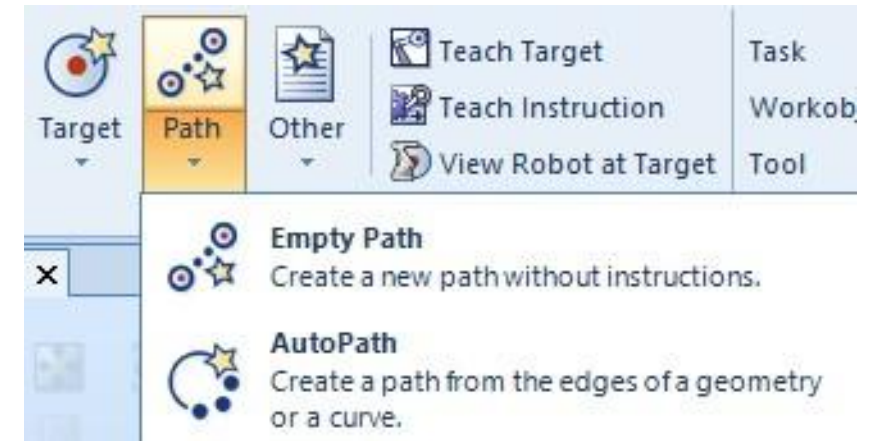 Target
Path
Other
Teach Target
Teach Instruction
View Robot at Target
Task
Workobj
Tool
Empty Path
Create a new path without instructions.
AutoPath
Create a path from the edges of a geometry
or a curve.